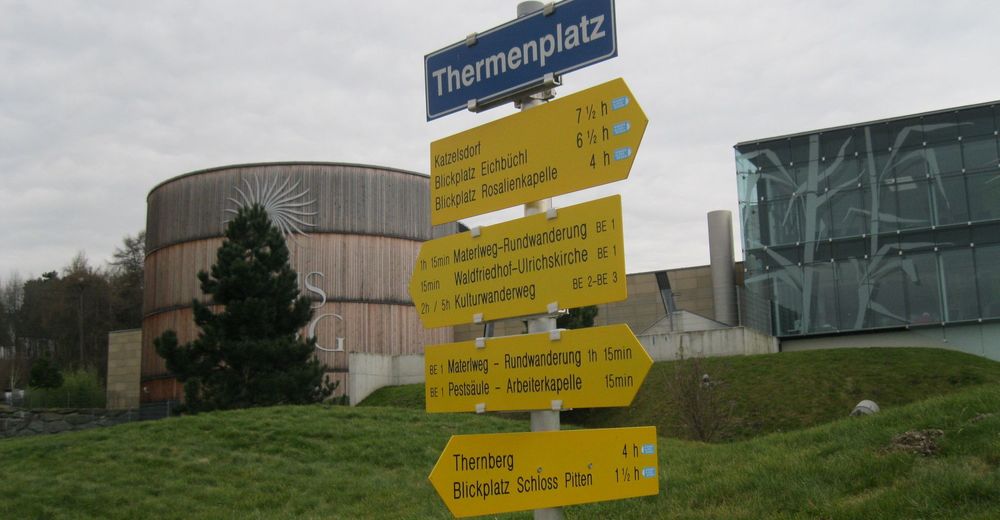 Thermenplatz
Katzelsdorf 7 ½ h
Blickplatz Eichbüchl 6 ½ h
Blickplatz Rosalienkapelle 4 h
1h 15min Materlweg-Rundwanderung BE 1
15min Waldfriedhof-Ulrichskirche BE 1
2h / 5h Kulturwanderweg BE 2-BE 3
BE 1 Materlweg - Rundwanderung 1h 15min
BE 1 Pestsäule - Arbeiterkapelle 15min
Thernberg 4 h
Blickplatz Schloss Pitten 1 ½ h
S
G